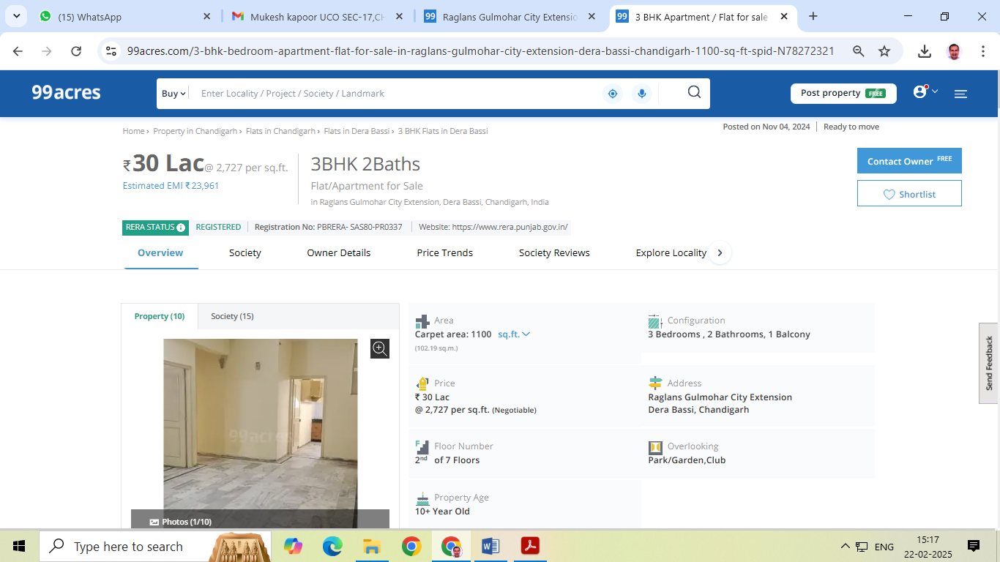 (15) WhatsApp
Mukesh kapoor UCO SEC-17,CH
Raglans Gulmohar City Extensio
99 3 BHK Apartment / Flat for sale
99acres.com/3-bhk-bedroom-apartment-flat-for-sale-in-raglans-gulmohar-city-extension-dera-bassi-chandigarh-1100-sq-ft-spid-N78272321
99acres
Buy
Enter Locality / Project / Society / Landmark
Post property FREE
Home › Property in Chandigarh › Flats in Chandigarh › Flats in Dera Bassi › 3 BHK Flats in Dera Bassi
Posted on Nov 04, 2024 | Ready to move
₹ 30 Lac @ 2,727 per sq.ft.
Estimated EMI ₹ 23,961
3BHK 2Baths
Flat/Apartment for Sale
in Raglans Gulmohar City Extension, Dera Bassi, Chandigarh, India
Contact Owner FREE
Shortlist
RERA STATUS REGISTERED Registration No: PBRERA- SAS80-PR0337 Website: https://www.rera.punjab.gov.in/
Overview Society Owner Details Price Trends Society Reviews Explore Locality
Property (10) Society (15)
99acres
Photos (1/10)
Area
Carpet area: 1100 sq.ft.
(102.19 sq.m.)
Configuration
3 Bedrooms , 2 Bathrooms, 1 Balcony
Price
₹ 30 Lac
@ 2,727 per sq.ft. (Negotiable)
Address
Raglans Gulmohar City Extension
Dera Bassi, Chandigarh
Floor Number
2nd of 7 Floors
Overlooking
Park/Garden,Club
Property Age
10+ Year Old
Send Feedback
Type here to search
ENG
15:17
22-02-2025